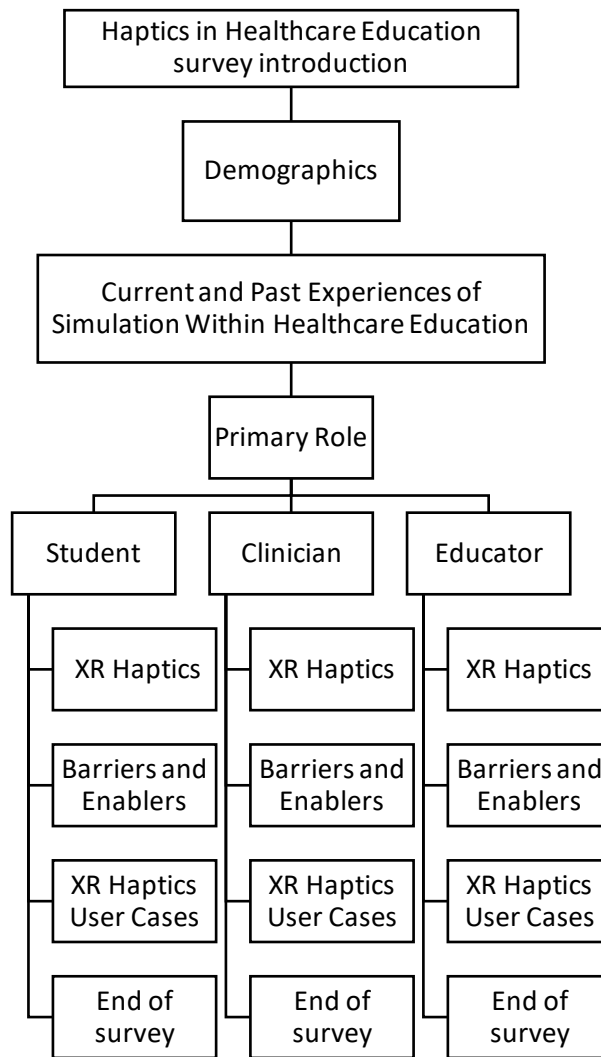 Haptics in Healthcare Education
survey introduction
Demographics
Current and Past Experiences of
Simulation Within Healthcare Education
Primary Role
Student
Clinician
Educator
XR Haptics
XR Haptics
XR Haptics
Barriers and
Enablers
Barriers and
Enablers
Barriers and
Enablers
XR Haptics
User Cases
XR Haptics
User Cases
XR Haptics
User Cases
End of
survey
End of
survey
End of
survey